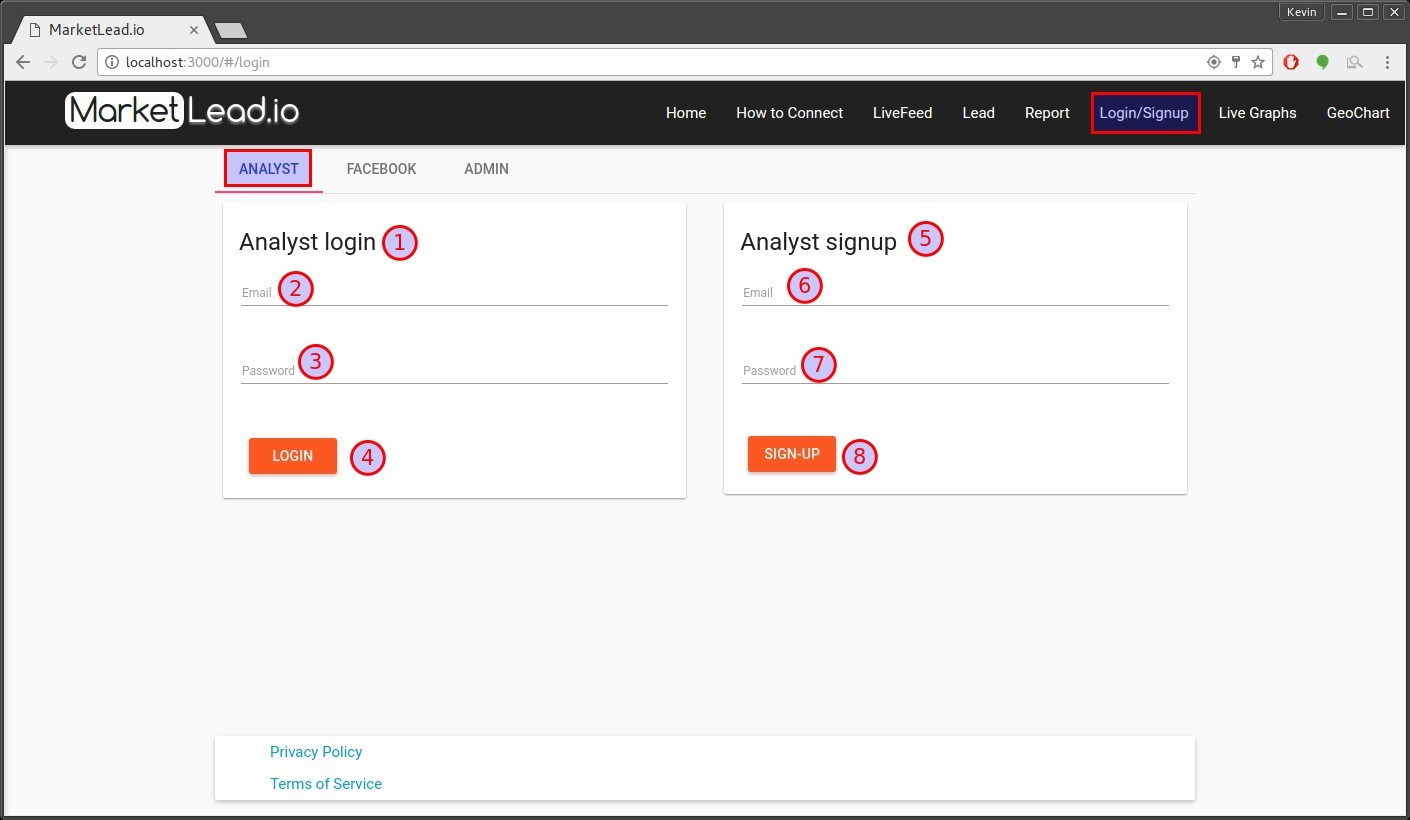 Kevin
MarketLead.io
localhost:3000/#/login
Market Lead.io
Home How to Connect LiveFeed Lead Report Login/Signup Live Graphs GeoChart
ANALYST FACEBOOK ADMIN
Analyst login 1
Email 2
Password 3
LOGIN 4
Analyst signup 5
Email 6
Password 7
SIGN-UP 8
Privacy Policy
Terms of Service